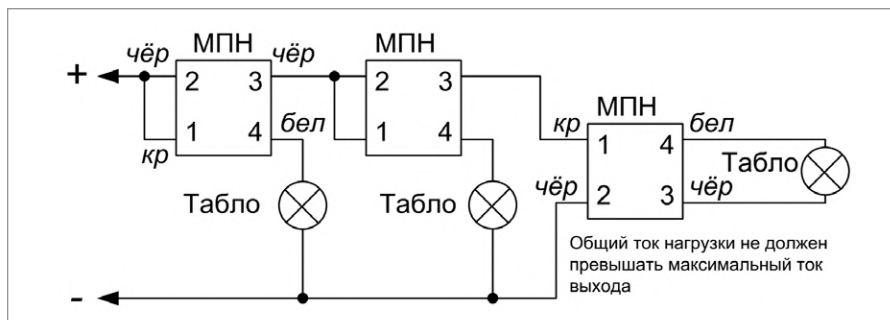 чёр МПН чёр МПН
+ 2 3 2 3
1 4 бел 1 4
кр
МПН
кр 1 4 бел
Табло Табло Табло
чёр 2 3 чёр
Общий ток нагрузки не должен
превышать максимальный ток
выхода
-